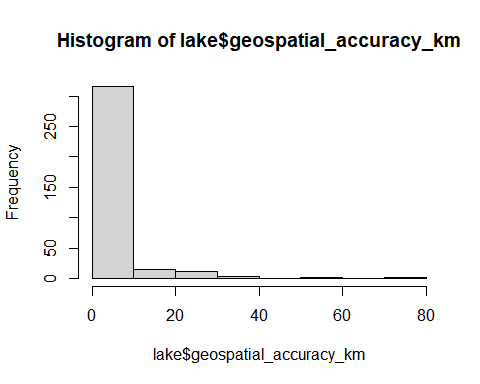 Histogram of lake$geospatial_accuracy_km
Frequency
250
150
50
0
0 20 40 60 80
lake$geospatial_accuracy_km